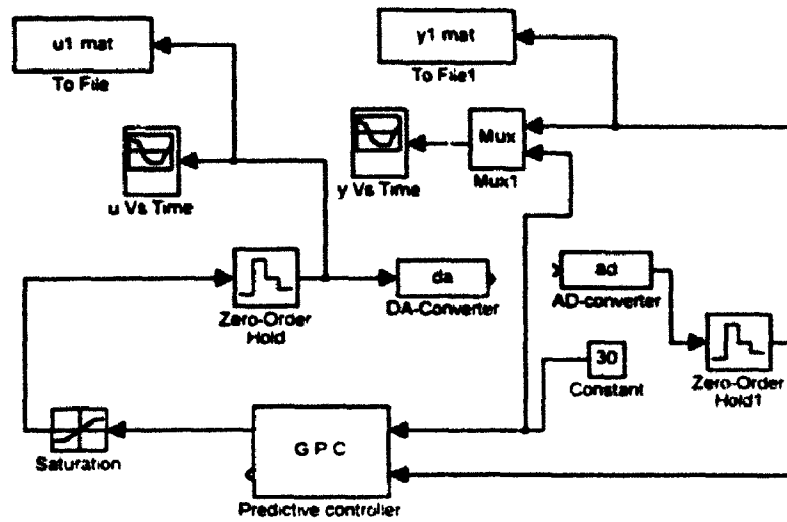 u1 mat
To File
y1 mat
To File1
u Vs Time
y Vs Time
Mux
Mux1
Zero-Order
Hold
da
DA-Converter
ad
AD-converter
30
Constant
Zero-Order
Hold1
Saturation
G P C
Predictive controller